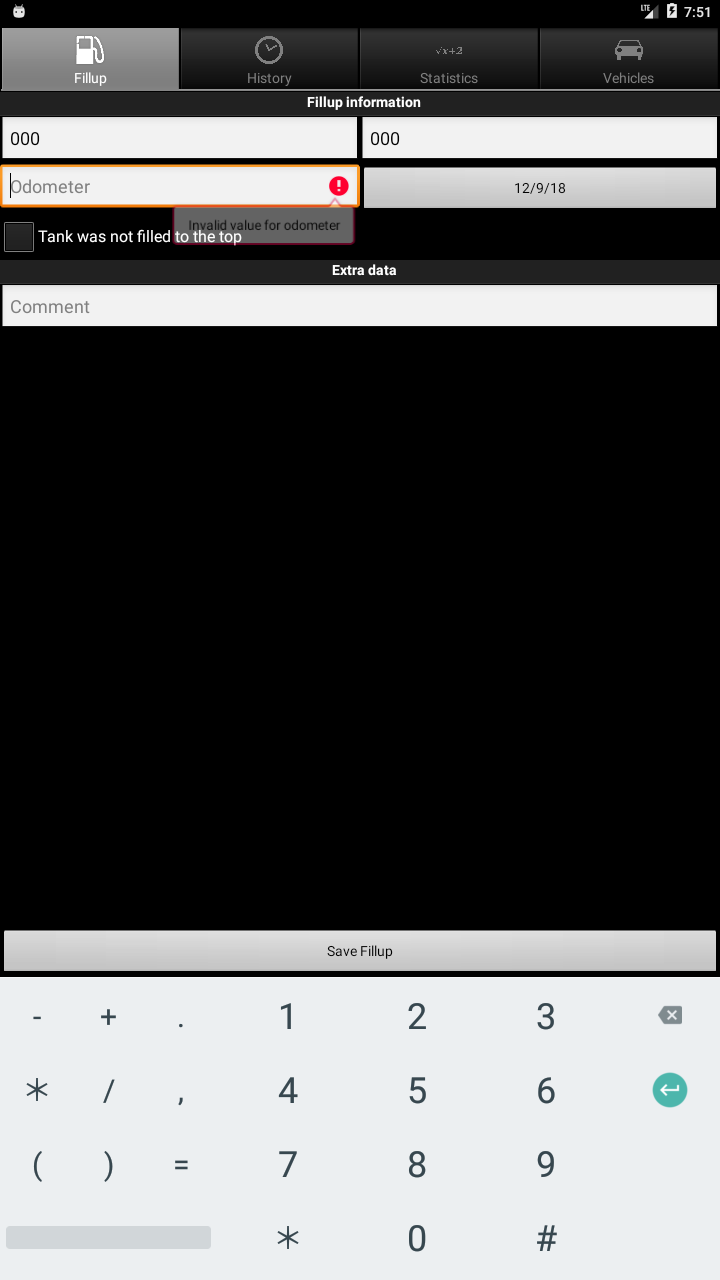 LTE 7:51
Fillup History √x+2 Statistics Vehicles
Fillup information
000 000
Odometer 12/9/18
Invalid value for odometer
Tank was not filled to the top
Extra data
Comment
Save Fillup
- + . 1 2 3
* / , 4 5 6
( ) = 7 8 9
* 0 #